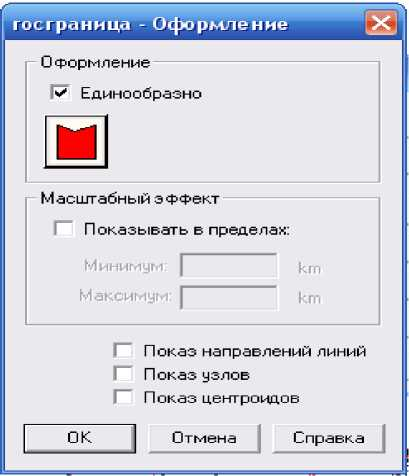 госграница - Оформление
Оформление
Единообразно
Масштабный эффект
Показывать в пределах:
Минимум: km
Максимум: km
Показ направлений линий
Показ узлов
Показ центроидов
OK Отмена Справка